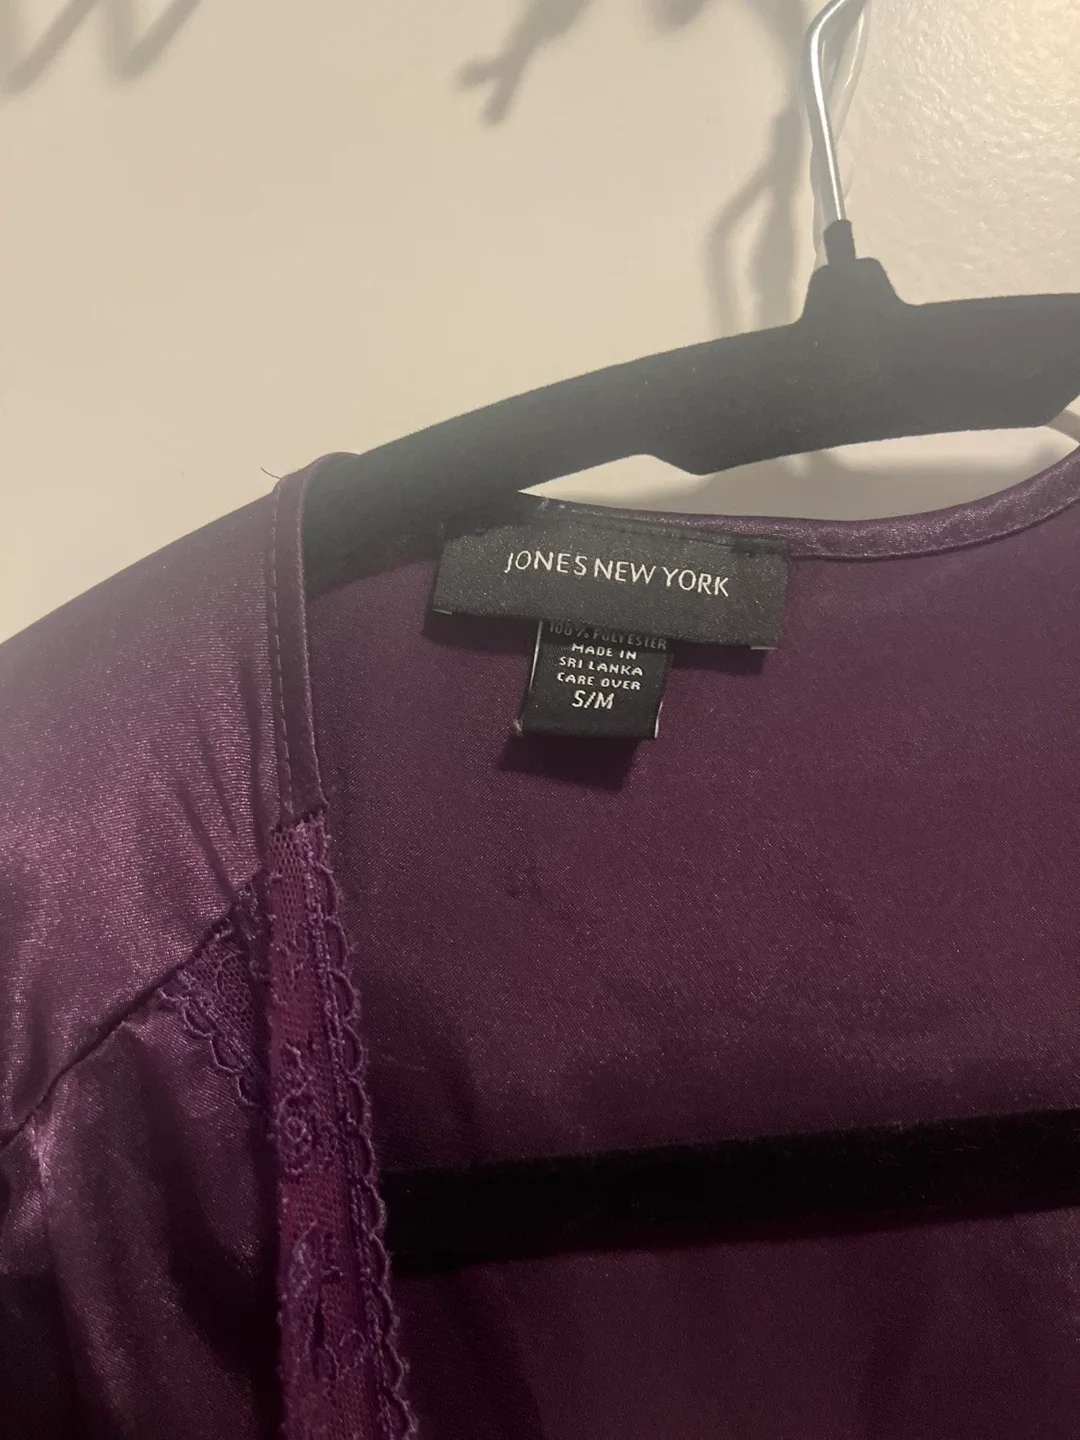 JONES NEW YORK
100% POLYESTER
MADE IN
SRI LANKA
CARE OVER
S/M